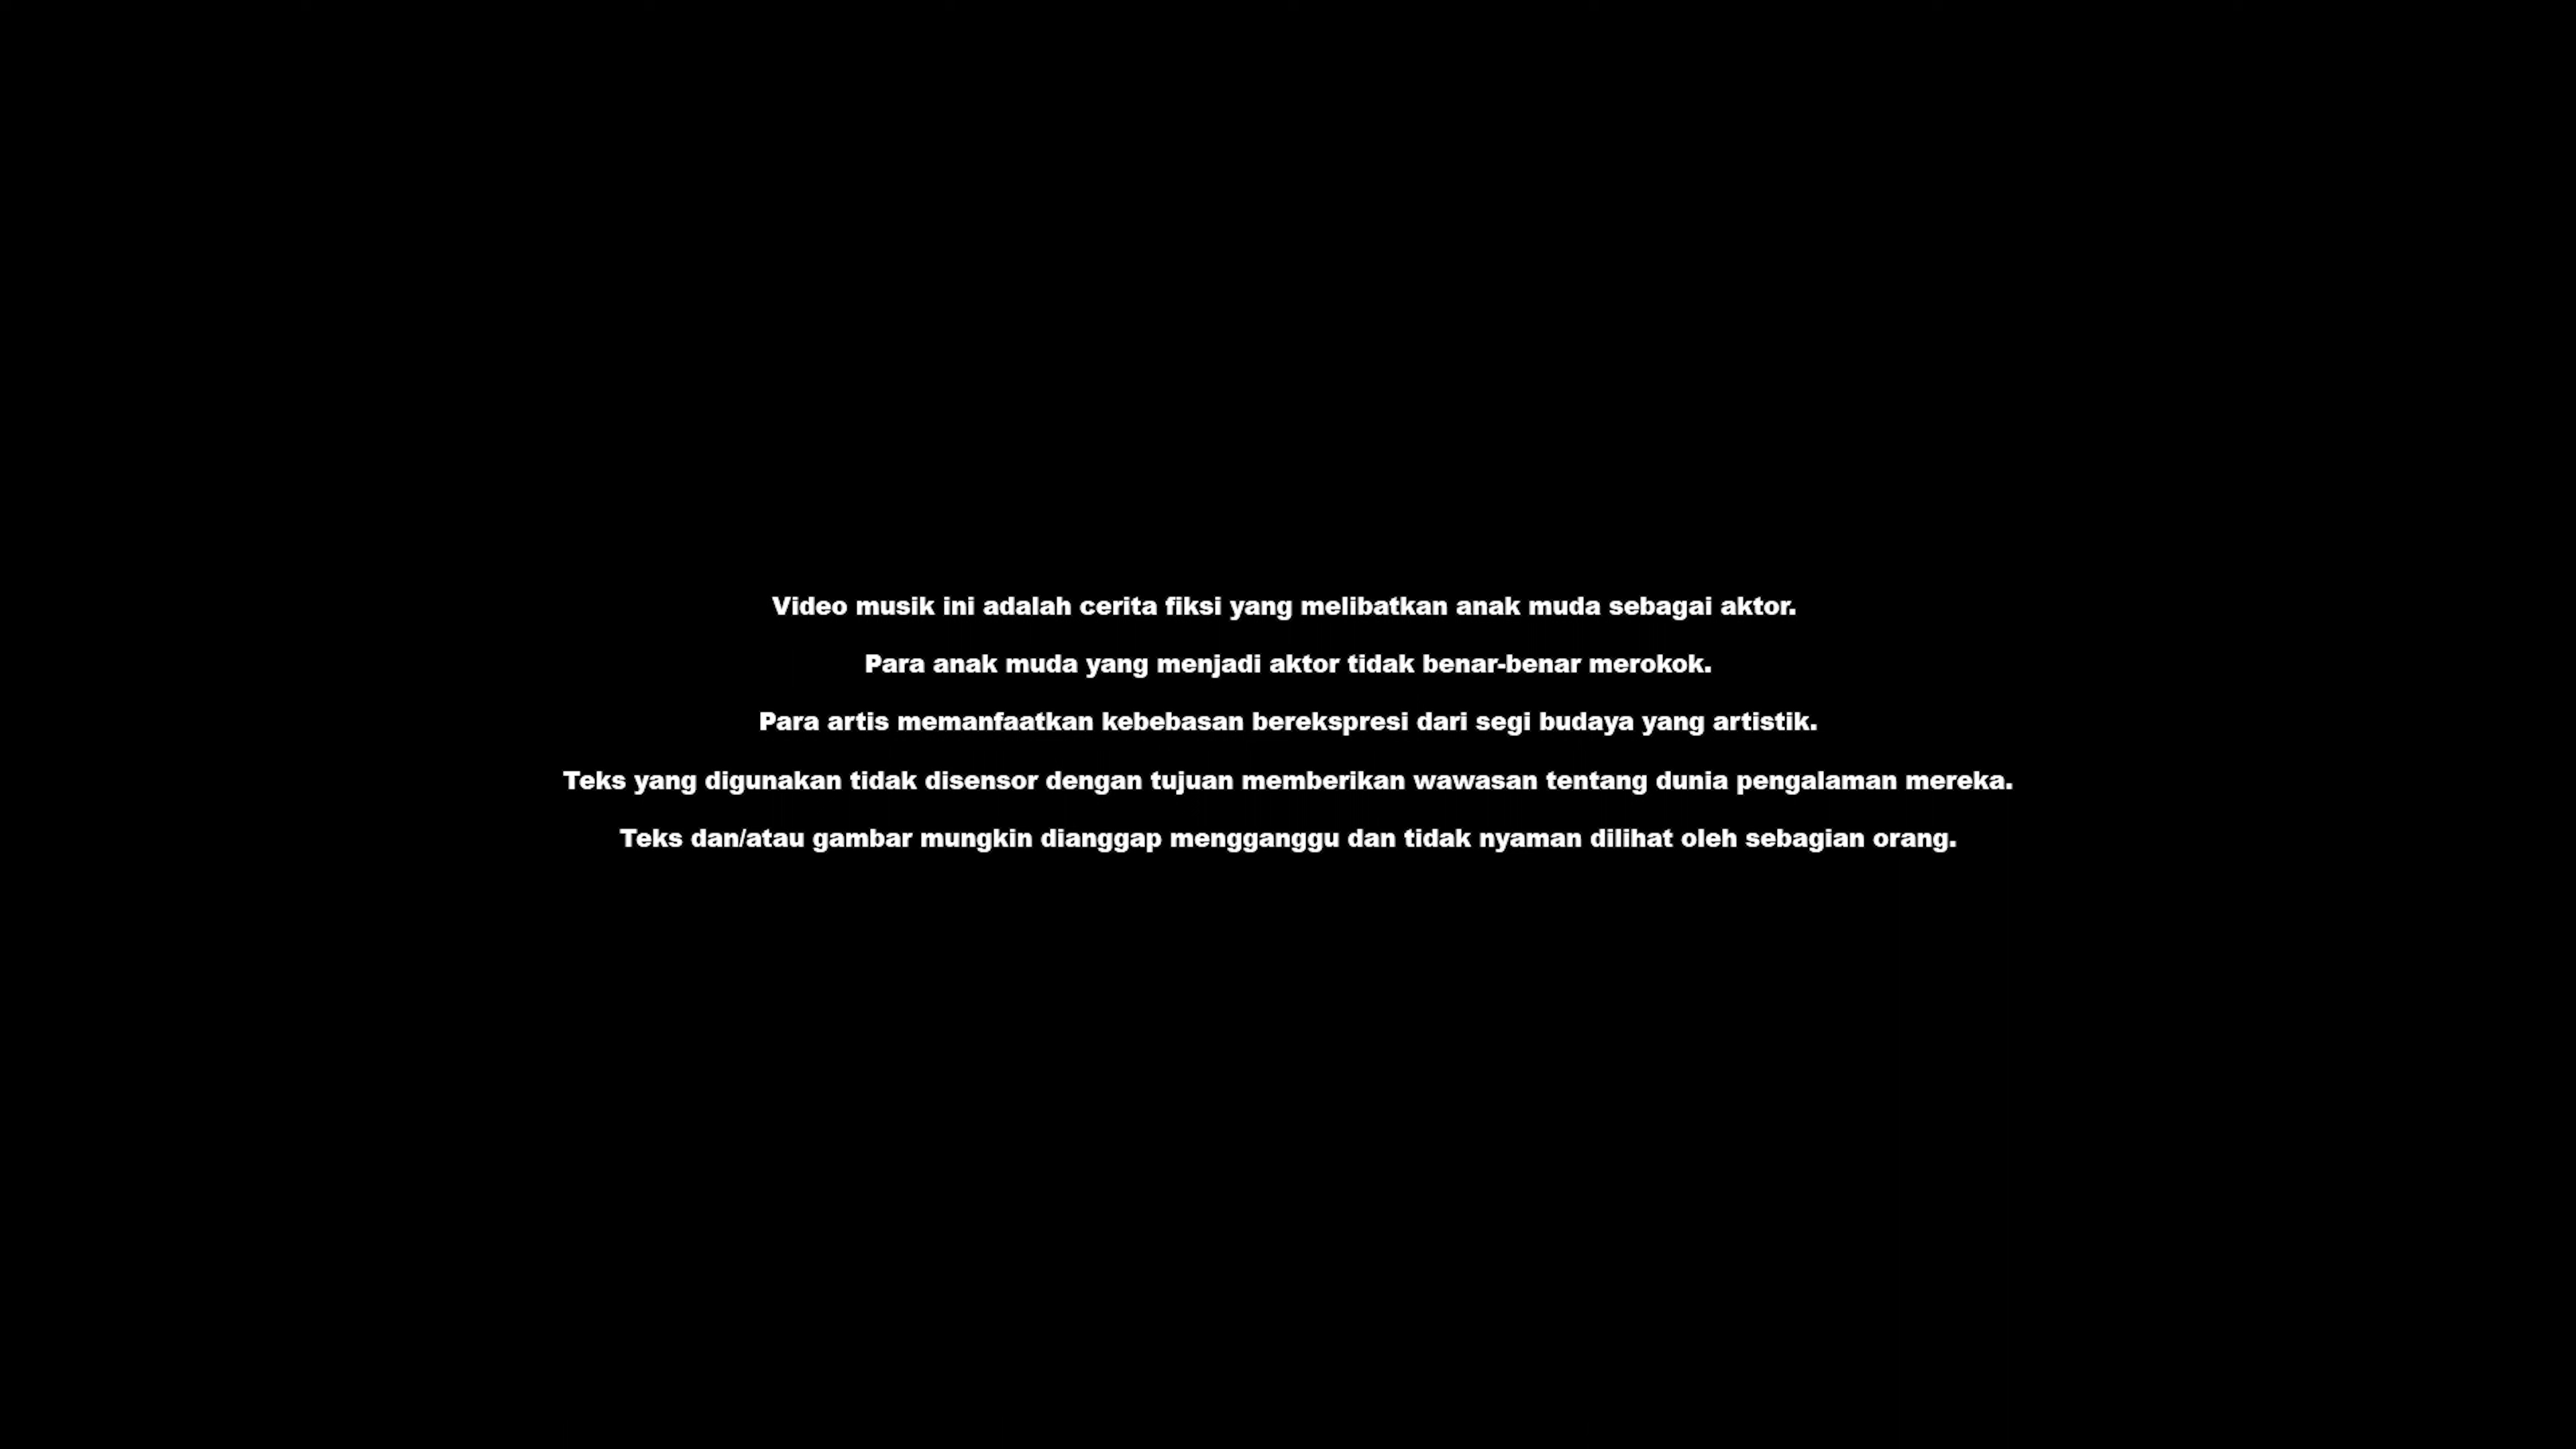 Video musik ini adalah cerita fiksi yang melibatkan anak muda sebagai aktor.
Para anak muda yang menjadi aktor tidak benar-benar merokok.
Para artis memanfaatkan kebebasan berekspresi dari segi budaya yang artistik.
Teks yang digunakan tidak disensor dengan tujuan memberikan wawasan tentang dunia pengalaman mereka.
Teks dan/atau gambar mungkin dianggap mengganggu dan tidak nyaman dilihat oleh sebagian orang.